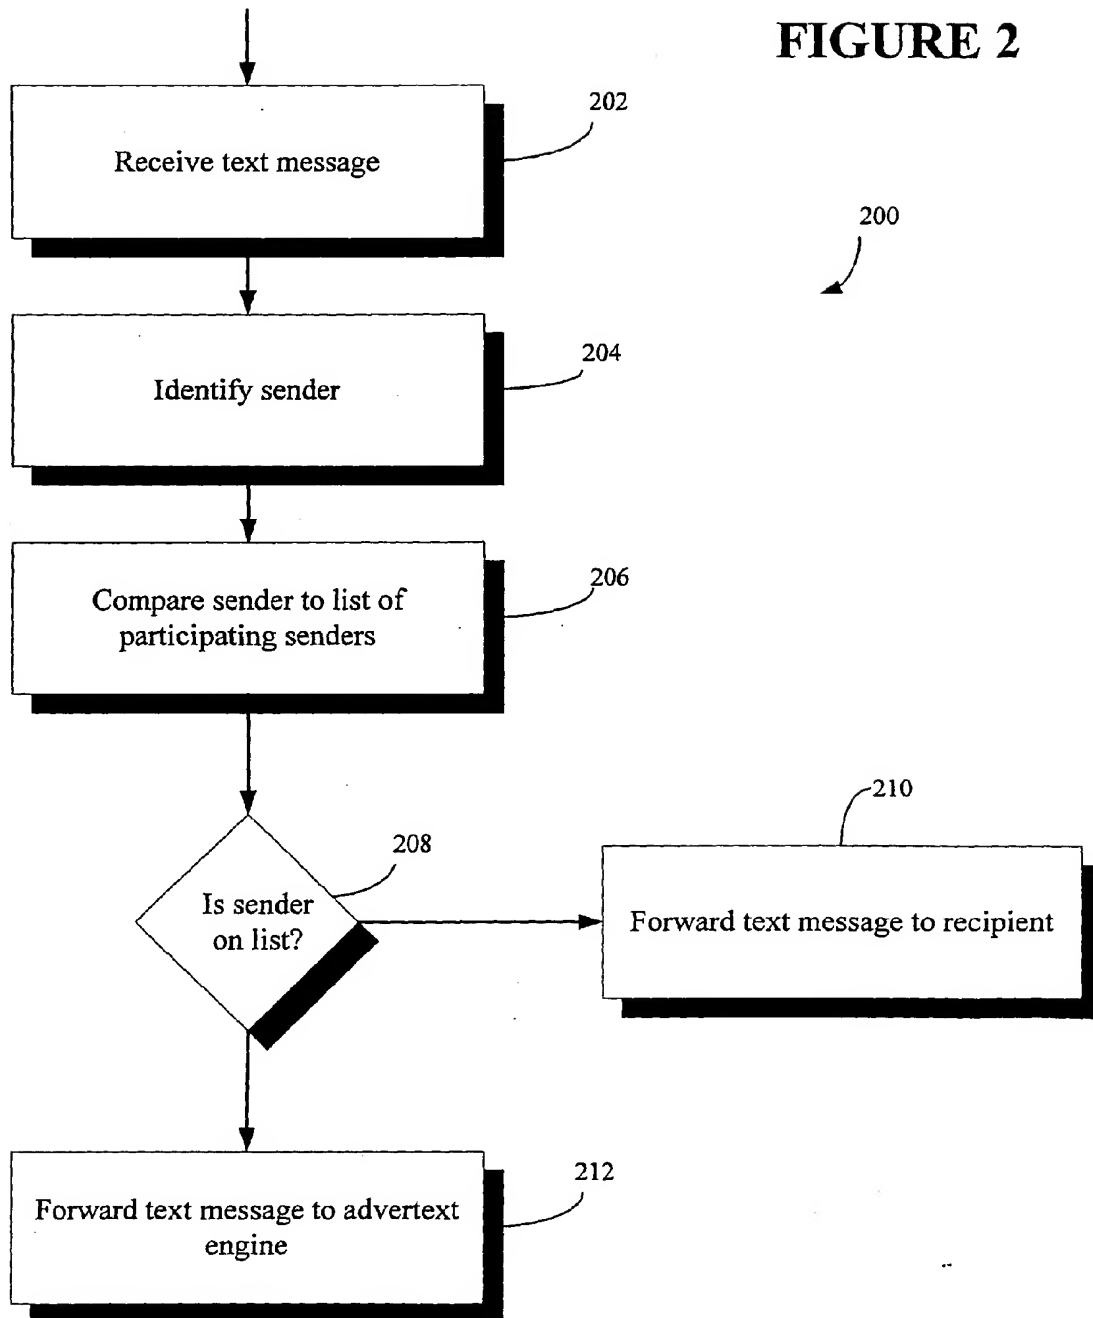 FIGURE 2
202
Receive text message
200
204
Identify sender
206
Compare sender to list of
participating senders
210
208
Is sender
on list?
Forward text message to recipient
212
Forward text message to advertext
engine